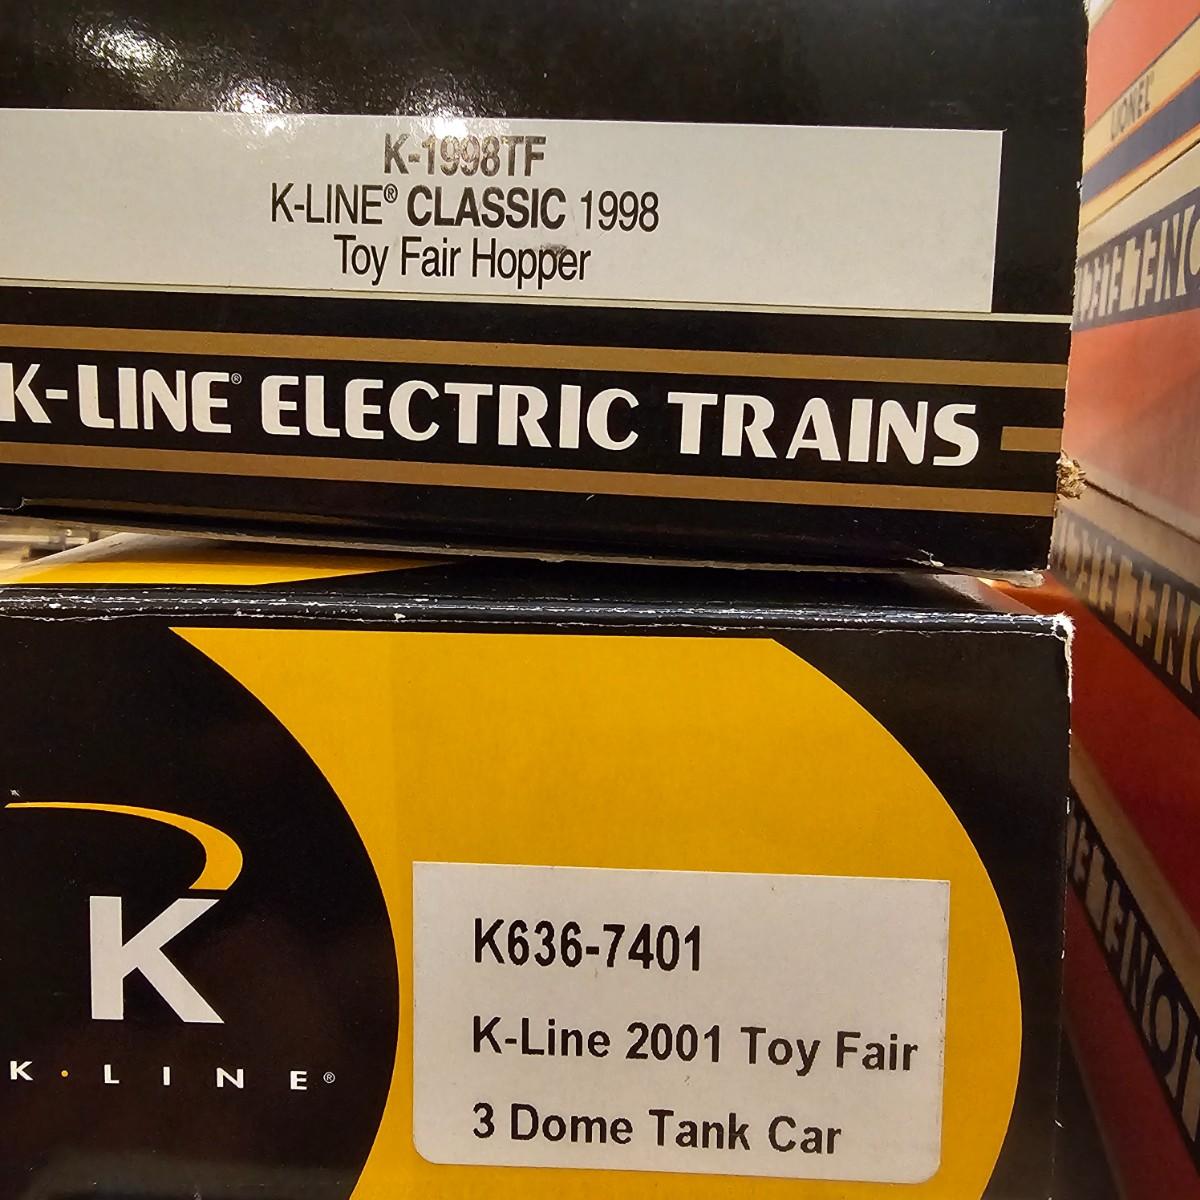 K-1998TF
K-LINE® CLASSIC 1998
Toy Fair Hopper
K-LINE® ELECTRIC TRAINS
K
K·LINE®
K636-7401
K-Line 2001 Toy Fair
3 Dome Tank Car
LIONEL